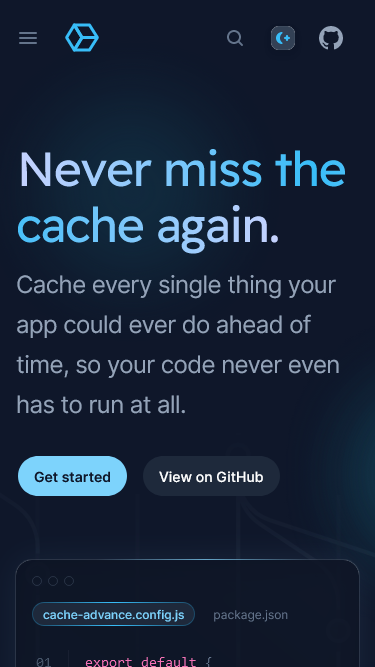 Never miss the
cache again.
Cache every single thing your
app could ever do ahead of
time, so your code never even
has to run at all.
Get started View on GitHub
cache-advance.config.js package.json
01 export default {